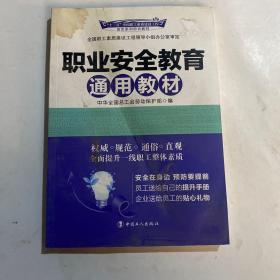 全国职工素质建设工程领导小组办公室审定
职业安全教育
通用教材
中华全国总工会劳动保护部◎编
权威◎规范◎通俗◎直观
全面提升一线职工整体素质
安全在身边 预防要提前
员工送给自己的提升手册
企业送给员工的贴心礼物
中国工人出版社